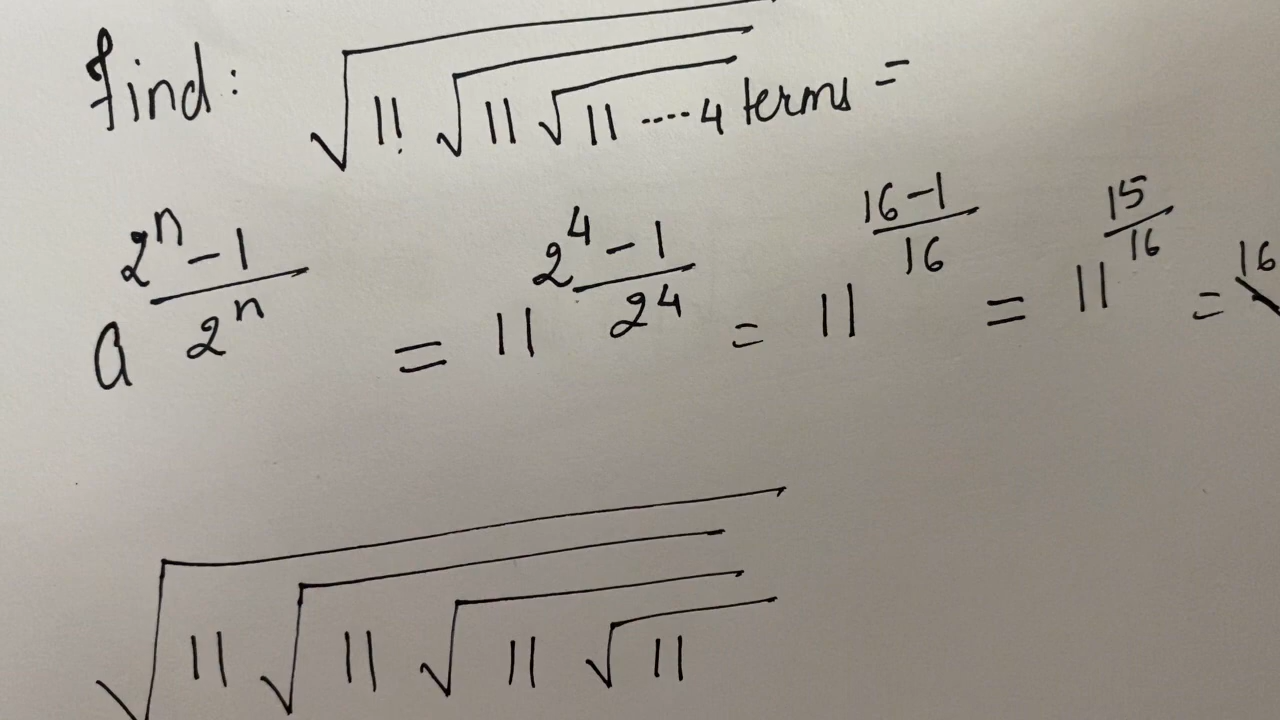 Find: √11! √11 √11 ....4 terms =
a^(2^n-1)/(2^n) = 11^(2^4-1)/(2^4) = 11^(16-1)/16 = 11^15/16 = 16
√11 √11 √11 √11